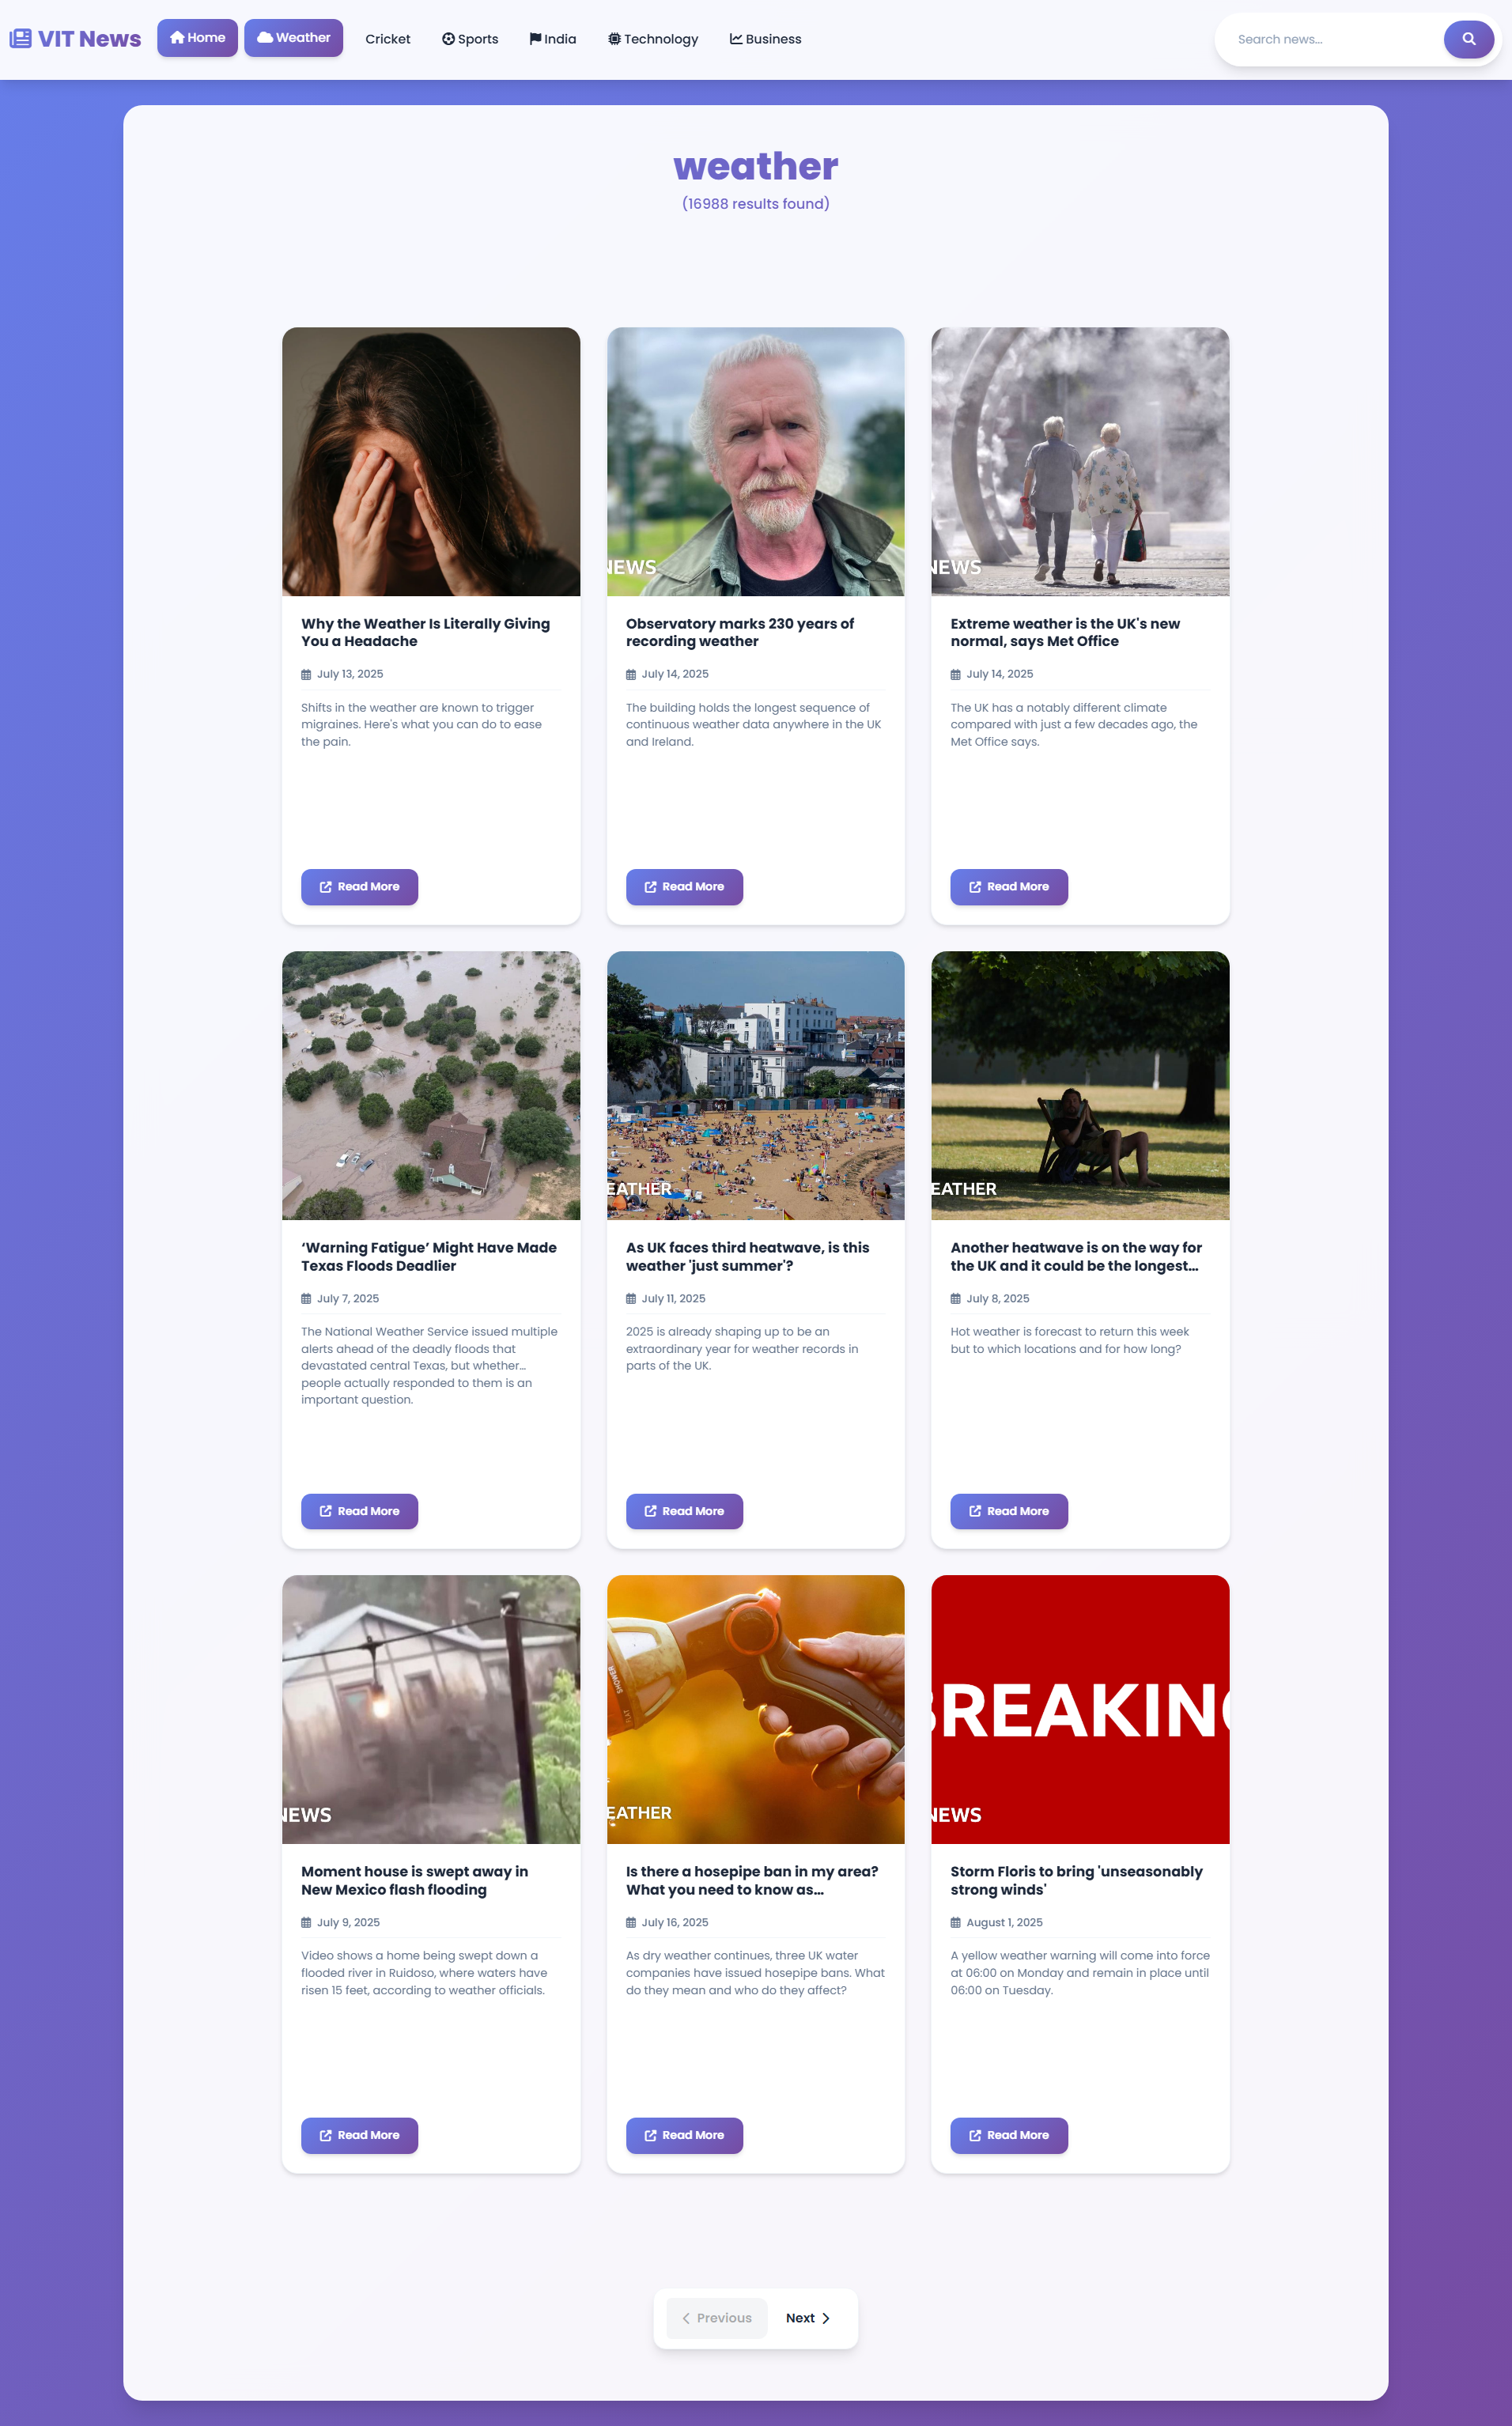 VIT News
Home
Weather
Cricket
Sports
India
Technology
Business
Search news...
weather
(16988 results found)
Why the Weather Is Literally Giving
You a Headache
July 13, 2025
Shifts in the weather are known to trigger
migraines. Here's what you can do to ease
the pain.
Read More
NEWS
Observatory marks 230 years of
recording weather
July 14, 2025
The building holds the longest sequence of
continuous weather data anywhere in the UK
and Ireland.
Read More
NEWS
Extreme weather is the UK's new
normal, says Met Office
July 14, 2025
The UK has a notably different climate
compared with just a few decades ago, the
Met Office says.
Read More
‘Warning Fatigue’ Might Have Made
Texas Floods Deadlier
July 7, 2025
The National Weather Service issued multiple
alerts ahead of the deadly floods that
devastated central Texas, but whether…
people actually responded to them is an
important question.
Read More
EATHER
As UK faces third heatwave, is this
weather 'just summer'?
July 11, 2025
2025 is already shaping up to be an
extraordinary year for weather records in
parts of the UK.
Read More
EATHER
Another heatwave is on the way for
the UK and it could be the longest…
July 8, 2025
Hot weather is forecast to return this week
but to which locations and for how long?
Read More
NEWS
Moment house is swept away in
New Mexico flash flooding
July 9, 2025
Video shows a home being swept down a
flooded river in Ruidoso, where waters have
risen 15 feet, according to weather officials.
Read More
SHOWER
FLAT
EATHER
Is there a hosepipe ban in my area?
What you need to know as…
July 16, 2025
As dry weather continues, three UK water
companies have issued hosepipe bans. What
do they mean and who do they affect?
Read More
BREAKING
NEWS
Storm Floris to bring 'unseasonably
strong winds'
August 1, 2025
A yellow weather warning will come into force
at 06:00 on Monday and remain in place until
06:00 on Tuesday.
Read More
Previous
Next